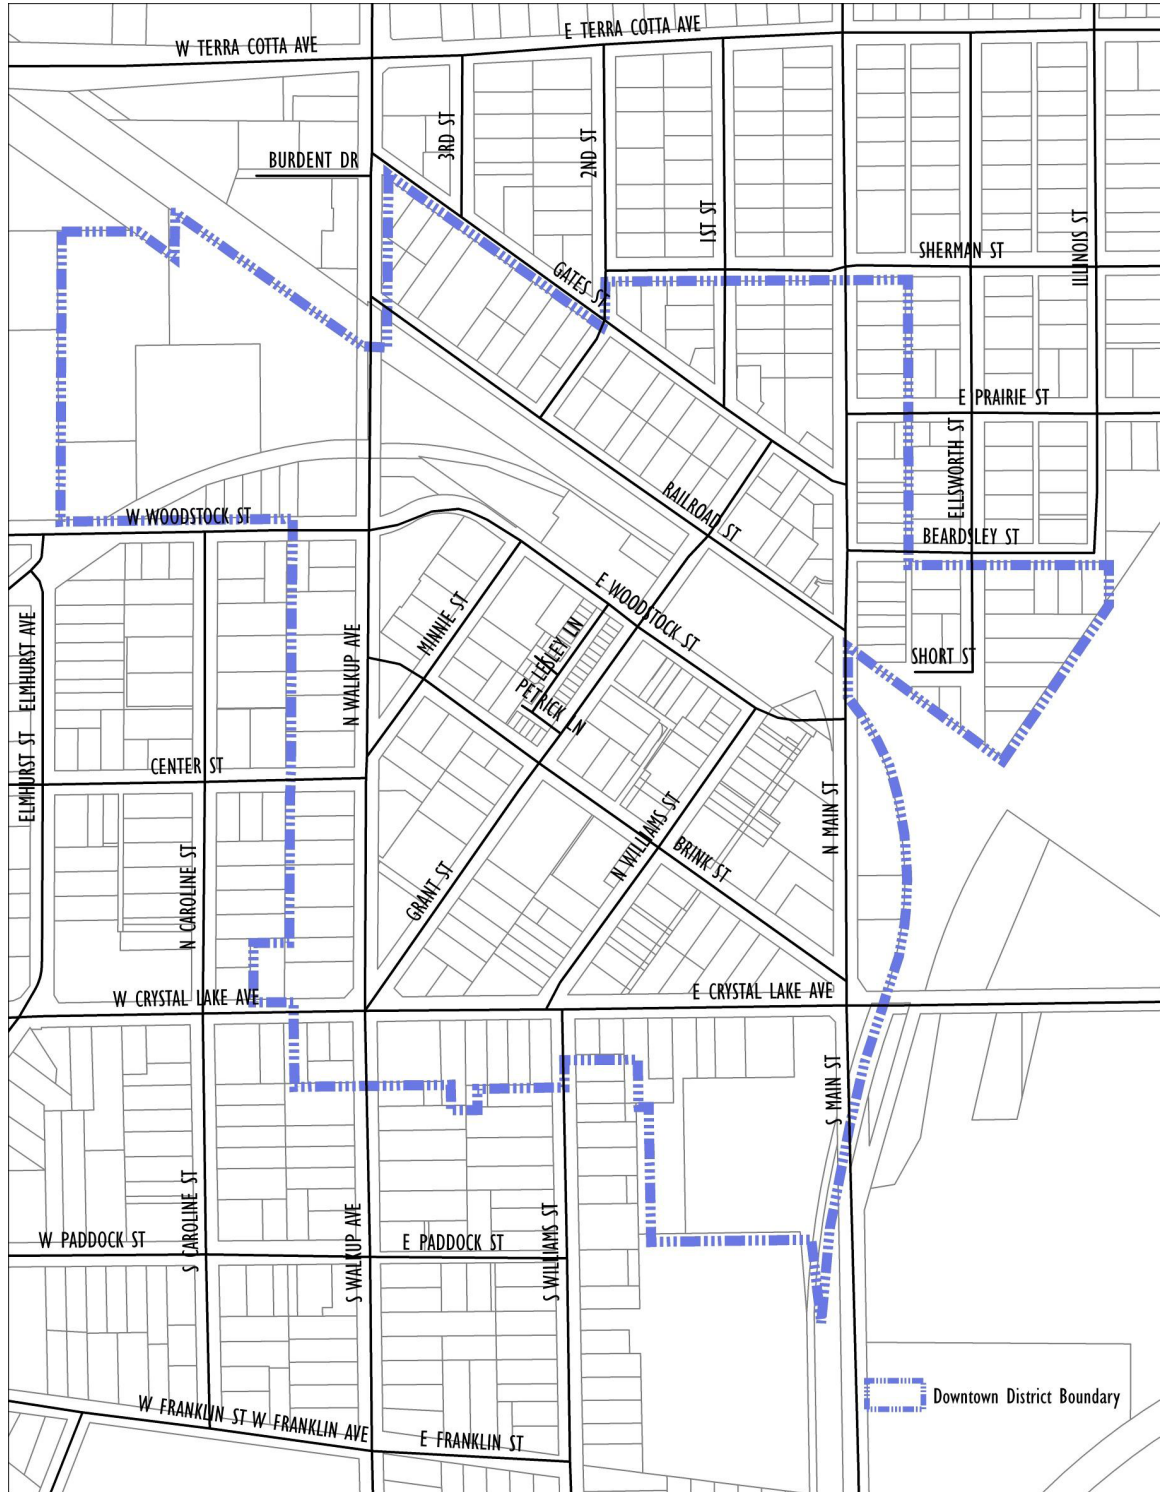 W TERRA COTTA AVE
E TERRA COTTA AVE
3RD ST
2ND ST
BURDENT DR
1ST ST
ILLINOIS ST
SHERMAN ST
GATES ST
E PRAIRIE ST
ELLSWORTH ST
RAILROAD ST
W WOODSTOCK ST
BEARDSLEY ST
E WOODSTOCK ST
MINNIE ST
LESLEY LN
ELMHURST AVE
N WALKUP AVE
SHORT ST
PETRICK LN
ELMHURST ST
CENTER ST
N MAIN ST
N WILLIAMS ST
BRINK ST
N CAROLINE ST
GRANT ST
W CRYSTAL LAKE AVE
E CRYSTAL LAKE AVE
S MAIN ST
S CAROLINE ST
S WALKUP AVE
S WILLIAMS ST
W PADDOCK ST
E PADDOCK ST
W FRANKLIN ST W FRANKLIN AVE
E FRANKLIN ST
Downtown District Boundary